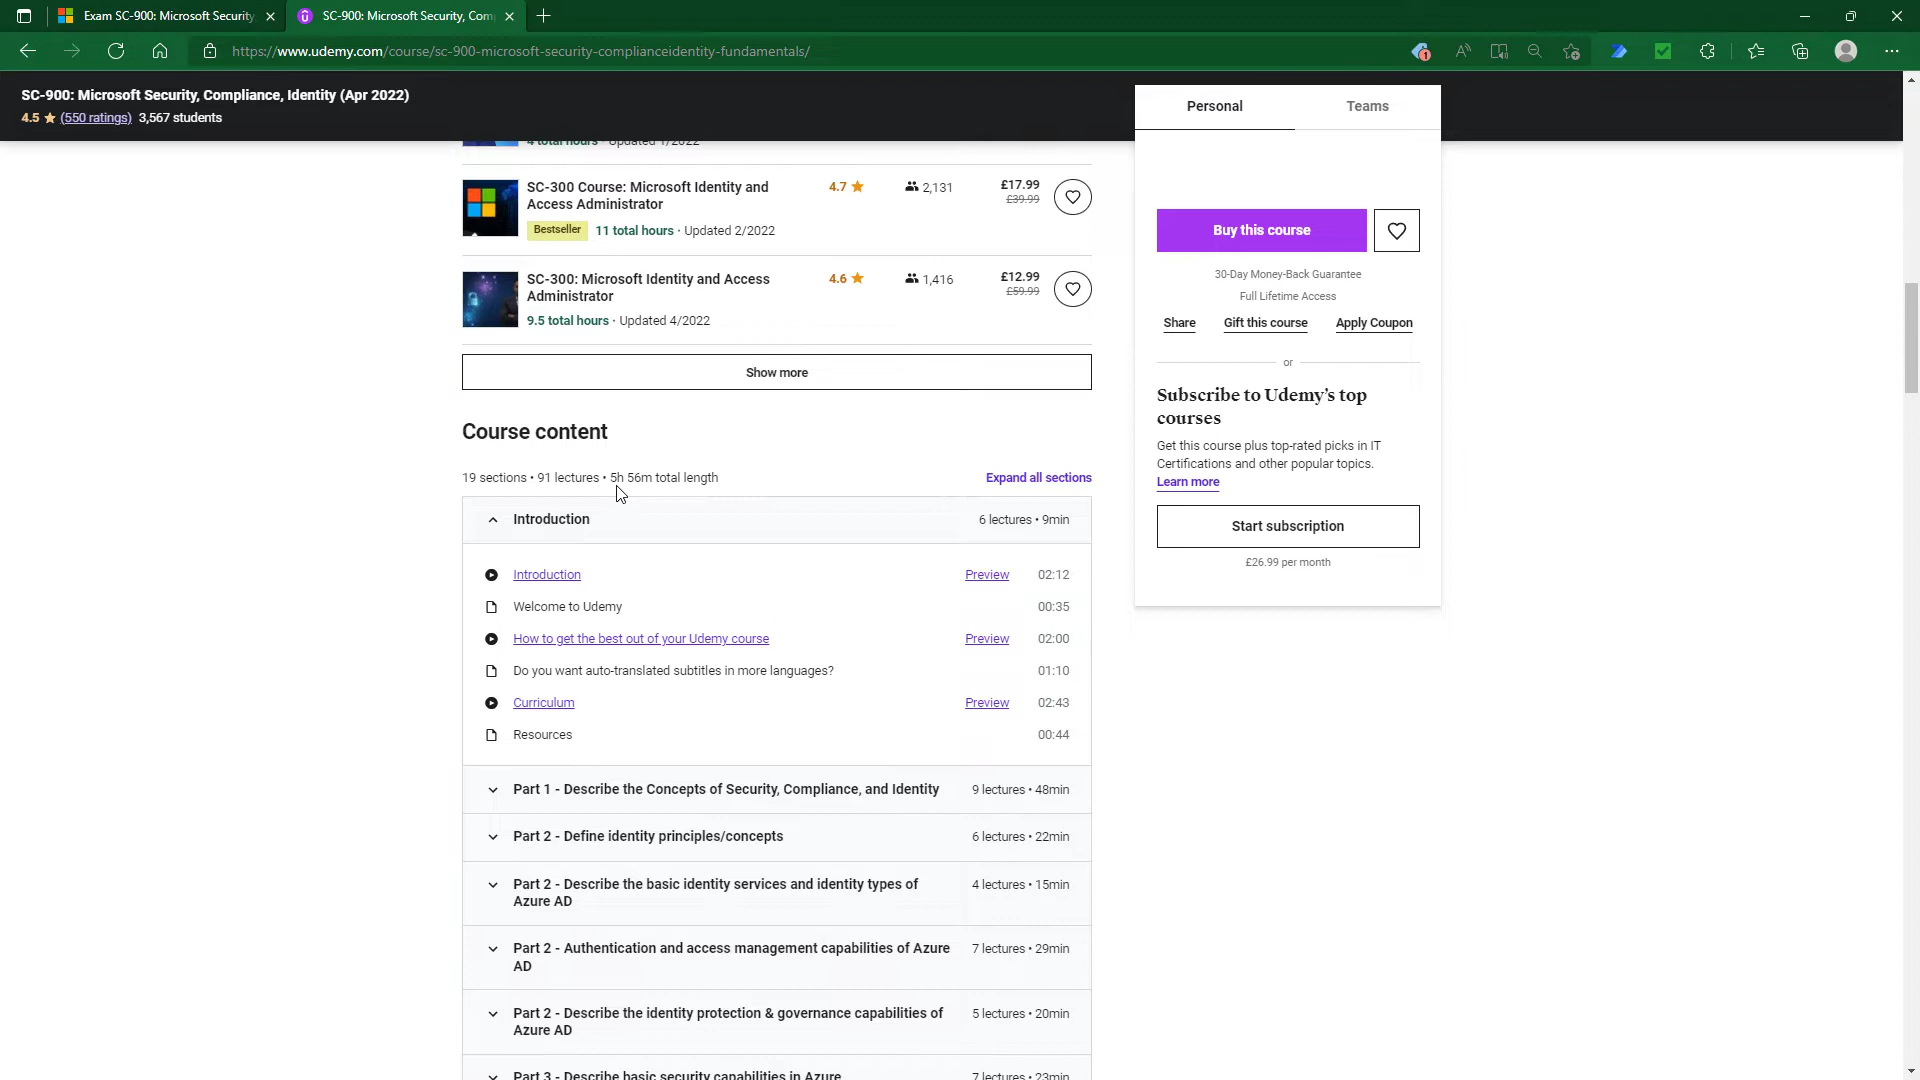 Exam SC-900: Microsoft Security,
SC-900: Microsoft Security, Com
https://www.udemy.com/course/sc-900-microsoft-security-complianceidentity-fundamentals/
1
SC-900: Microsoft Security, Compliance, Identity (Apr 2022)
4.5 ★ (550 ratings) 3,567 students
4 total hours · Updated 1/2022
SC-300 Course: Microsoft Identity and
Access Administrator
4.7 ★
2,131
£17.99
£39.99
Bestseller
11 total hours · Updated 2/2022
SC-300: Microsoft Identity and Access
Administrator
4.6 ★
1,416
£12.99
£59.99
9.5 total hours · Updated 4/2022
Show more
Course content
19 sections • 91 lectures • 5h 56m total length
Expand all sections
Introduction
6 lectures • 9min
Introduction
Preview
02:12
Welcome to Udemy
00:35
How to get the best out of your Udemy course
Preview
02:00
Do you want auto-translated subtitles in more languages?
01:10
Curriculum
Preview
02:43
Resources
00:44
Part 1 - Describe the Concepts of Security, Compliance, and Identity
9 lectures • 48min
Part 2 - Define identity principles/concepts
6 lectures • 22min
Part 2 - Describe the basic identity services and identity types of
Azure AD
4 lectures • 15min
Part 2 - Authentication and access management capabilities of Azure
AD
7 lectures • 29min
Part 2 - Describe the identity protection & governance capabilities of
Azure AD
5 lectures • 20min
Part 3 - Describe basic security capabilities in Azure
7 lectures • 23min
Personal
Teams
Buy this course
30-Day Money-Back Guarantee
Full Lifetime Access
Share
Gift this course
Apply Coupon
or
Subscribe to Udemy’s top
courses
Get this course plus top-rated picks in IT
Certifications and other popular topics.
Learn more
Start subscription
£26.99 per month